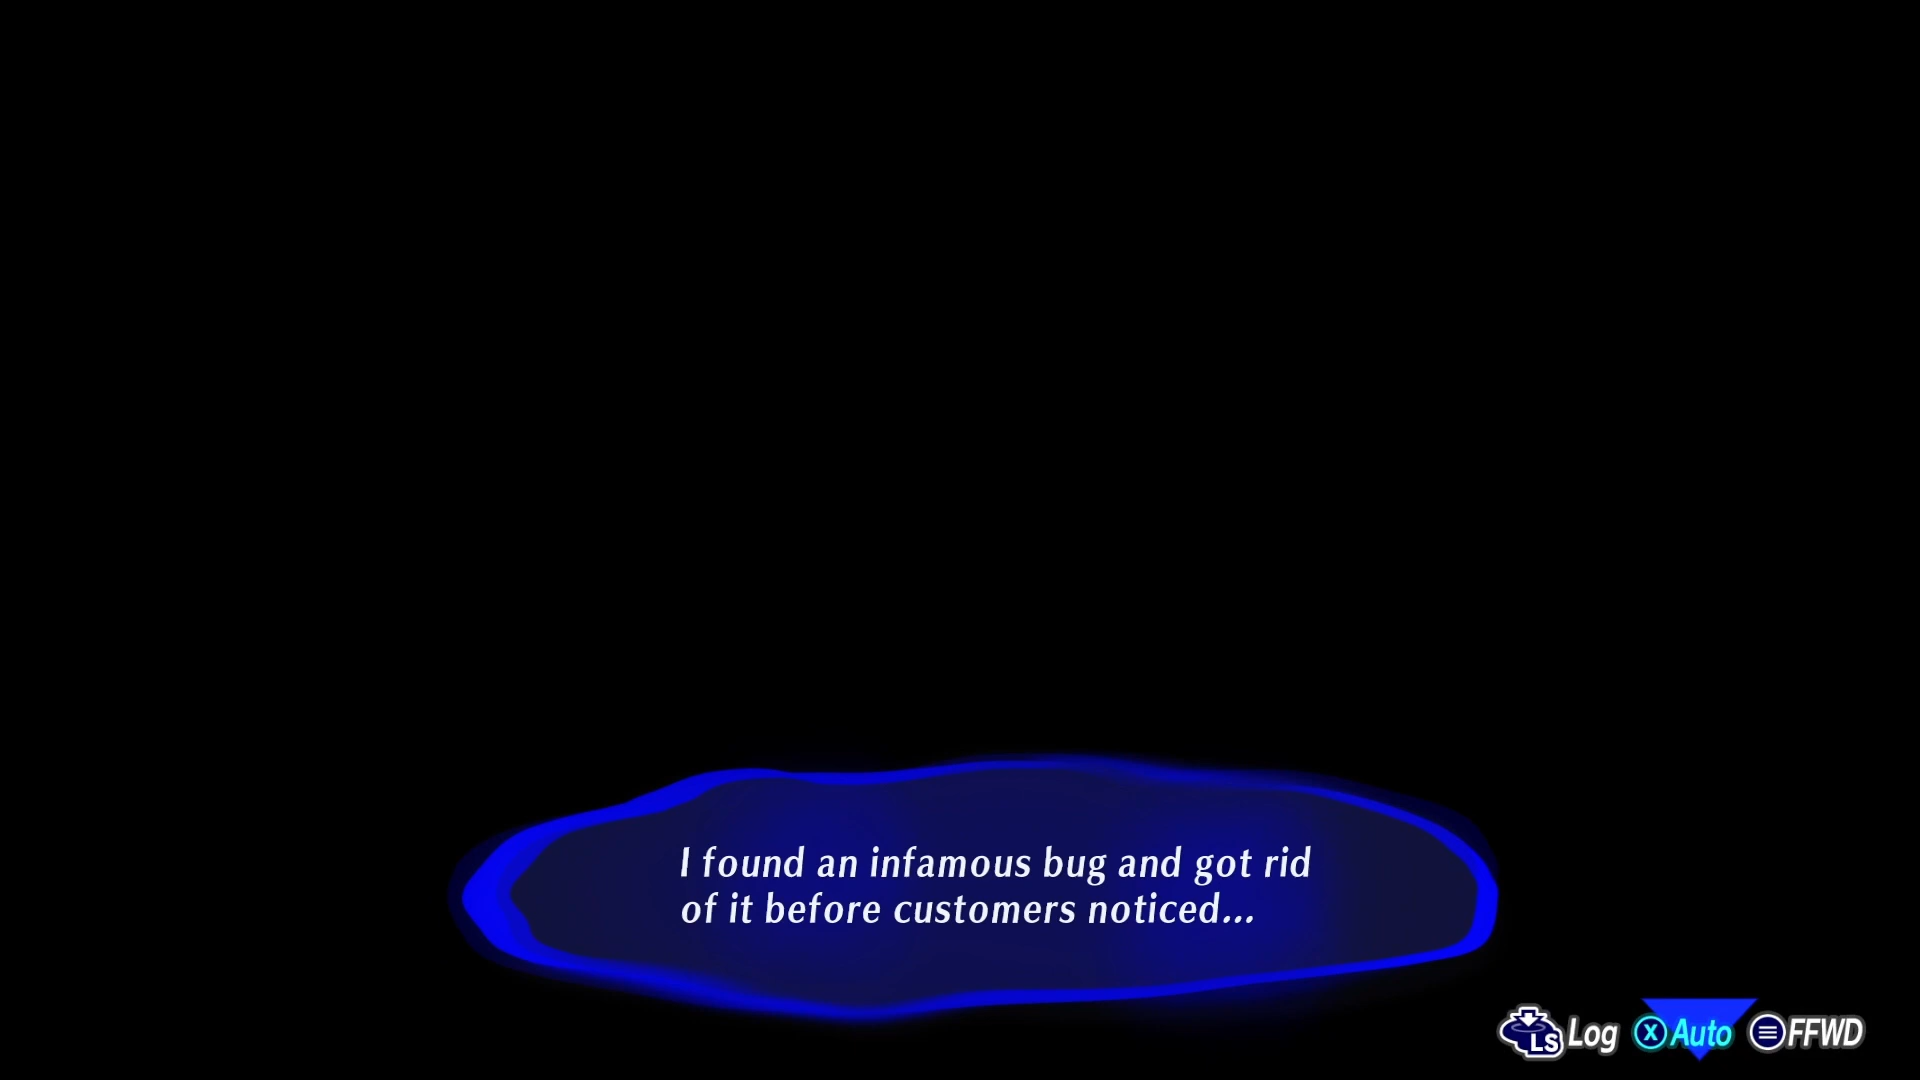 I found an infamous bug and got rid
of it before customers noticed...
LS Log X Auto FFWD